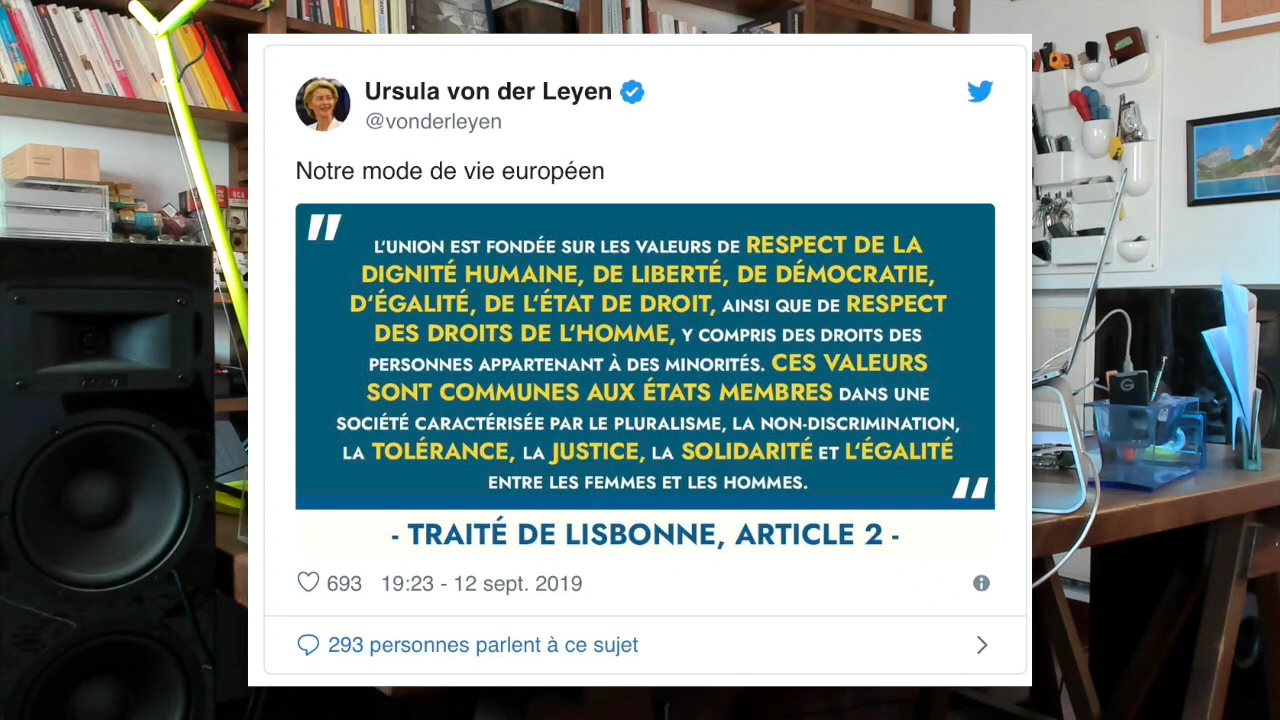 Ursula von der Leyen
@vonderleyen
Notre mode de vie européen
"
L'UNION EST FONDÉE SUR LES VALEURS DE RESPECT DE LA
DIGNITÉ HUMAINE, DE LIBERTÉ, DE DÉMOCRATIE,
D'ÉGALITÉ, DE L'ÉTAT DE DROIT, AINSI QUE DE RESPECT
DES DROITS DE L'HOMME, Y COMPRIS DES DROITS DES
PERSONNES APPARTENANT À DES MINORITÉS. CES VALEURS
SONT COMMUNES AUX ÉTATS MEMBRES DANS UNE
SOCIÉTÉ CARACTÉRISÉE PAR LE PLURALISME, LA NON-DISCRIMINATION,
LA TOLÉRANCE, LA JUSTICE, LA SOLIDARITÉ ET L'ÉGALITÉ
ENTRE LES FEMMES ET LES HOMMES.
"
- TRAITÉ DE LISBONNE, ARTICLE 2 -
693 19:23 - 12 sept. 2019
293 personnes parlent à ce sujet